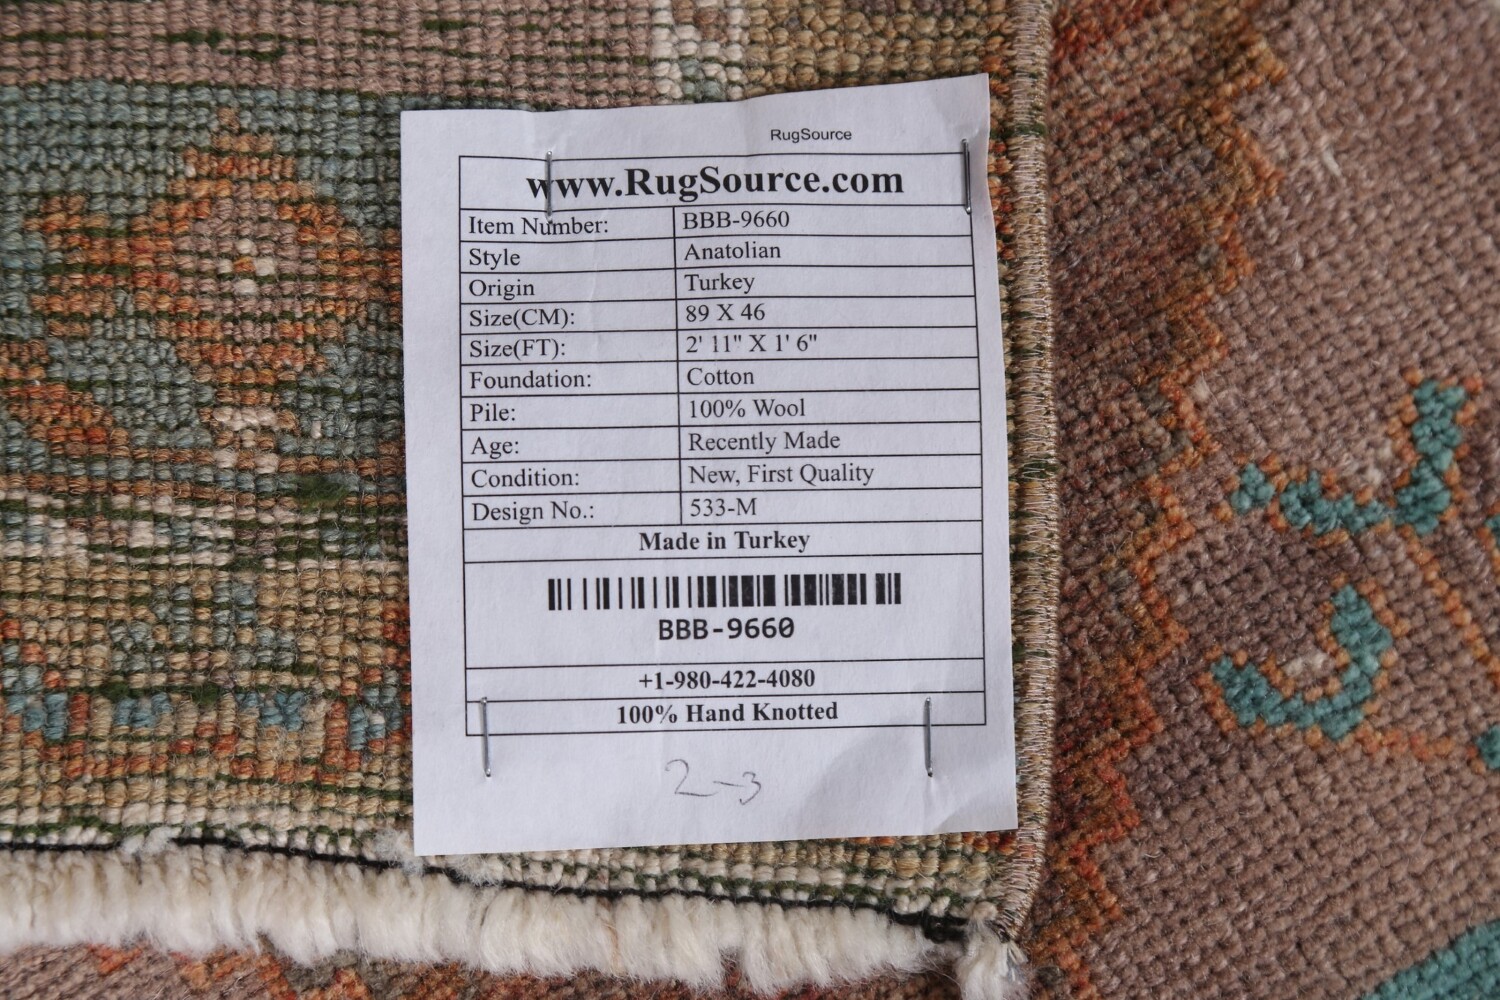 RugSource
www.RugSource.com
Item Number: BBB-9660
Style Anatolian
Origin Turkey
Size(CM): 89 X 46
Size(FT): 2' 11" X 1' 6"
Foundation: Cotton
Pile: 100% Wool
Age: Recently Made
Condition: New, First Quality
Design No.: 533-M
Made in Turkey
BBB-9660
+1-980-422-4080
100% Hand Knotted
2-3